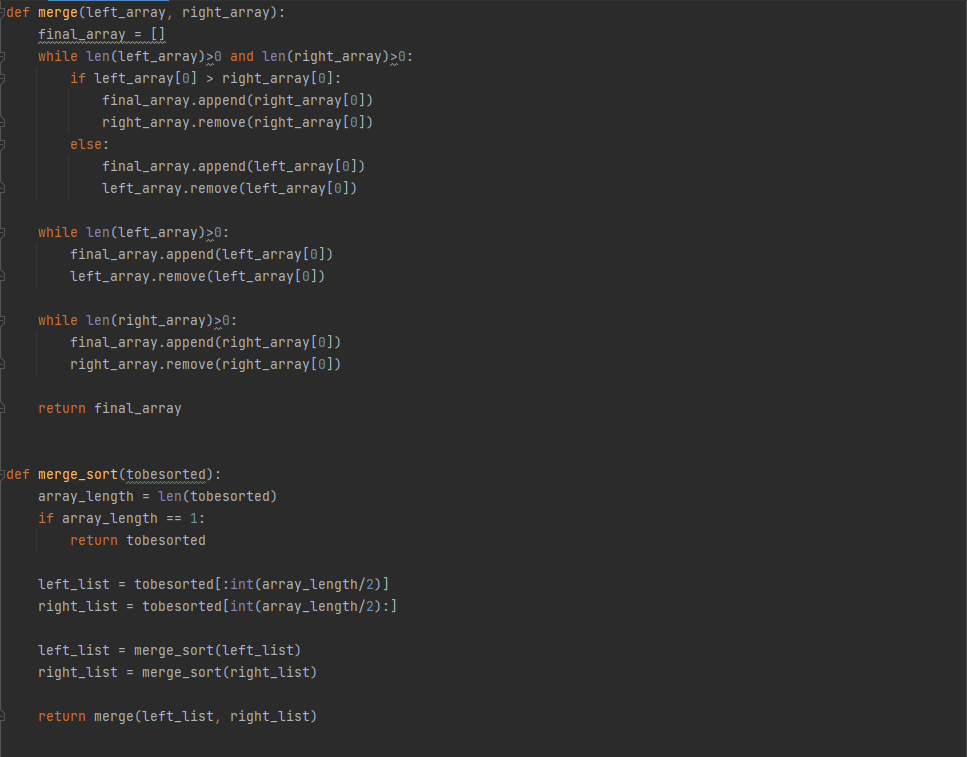 def merge(left_array, right_array):
    final_array = []
    while len(left_array)>0 and len(right_array)>0:
        if left_array[0] > right_array[0]:
            final_array.append(right_array[0])
            right_array.remove(right_array[0])
        else:
            final_array.append(left_array[0])
            left_array.remove(left_array[0])

    while len(left_array)>0:
        final_array.append(left_array[0])
        left_array.remove(left_array[0])

    while len(right_array)>0:
        final_array.append(right_array[0])
        right_array.remove(right_array[0])

    return final_array


def merge_sort(tobesorted):
    array_length = len(tobesorted)
    if array_length == 1:
        return tobesorted

    left_list = tobesorted[:int(array_length/2)]
    right_list = tobesorted[int(array_length/2):]

    left_list = merge_sort(left_list)
    right_list = merge_sort(right_list)

    return merge(left_list, right_list)